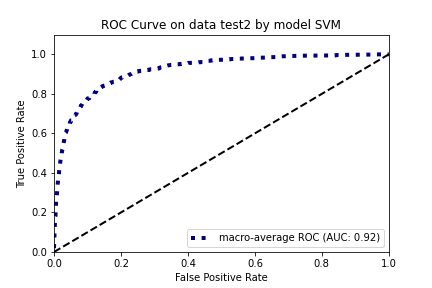 ROC Curve on data test2 by model SVM
True Positive Rate
1.0
0.8
0.6
0.4
0.2
0.0
macro-average ROC (AUC: 0.92)
0.0 0.2 0.4 0.6 0.8 1.0
False Positive Rate